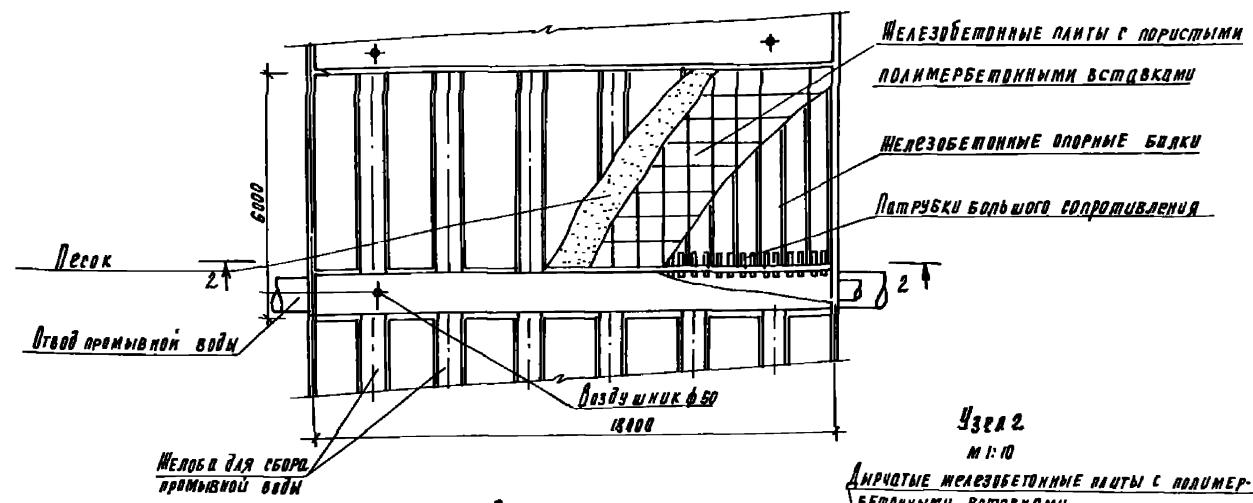 Железобетонные плиты с пористыми
полимербетонными вставками
Железобетонные опорные балки
Патрубки большого сопротивления
6000
Песок
2
2
Отвод промывной воды
Воздушник ф50
18000
Желоба для сбора
промывной воды
Узел 2
М 1:10
Дырчатые железобетонные плиты с полимер-
бетонными вставками